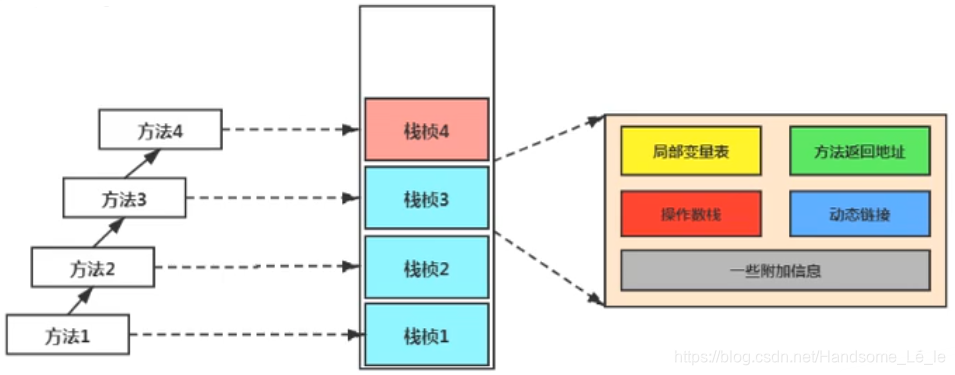 方法4
栈桢4
局部变量表
方法返回地址
方法3
栈桢3
操作数栈
动态链接
方法2
栈桢2
一些附加信息
方法1
栈桢1
https://blog.csdn.net/Handsome_Lê_le